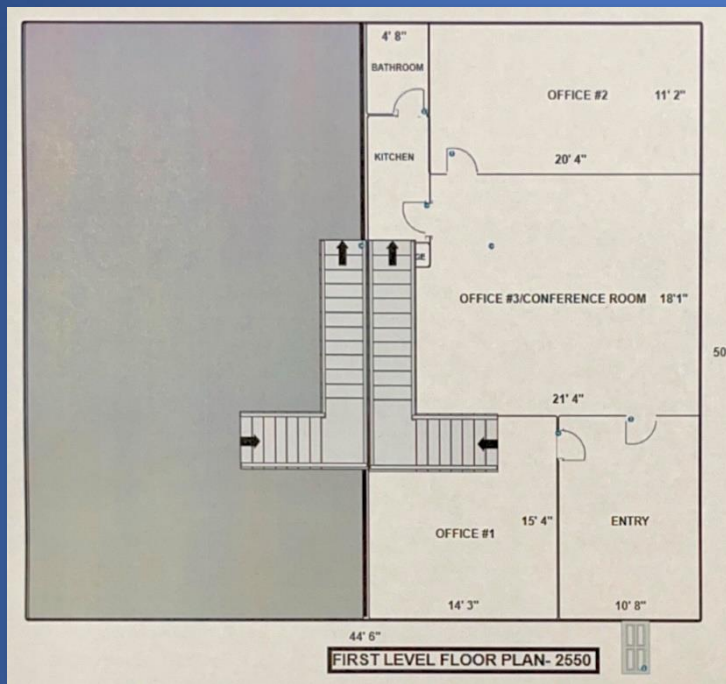 4' 8"
BATHROOM
OFFICE #2
11' 2"
KITCHEN
20' 4"
GE
OFFICE #3/CONFERENCE ROOM
18'1"
50
21' 4"
15' 4"
ENTRY
OFFICE #1
14' 3"
10' 8"
44' 6"
FIRST LEVEL FLOOR PLAN- 2550